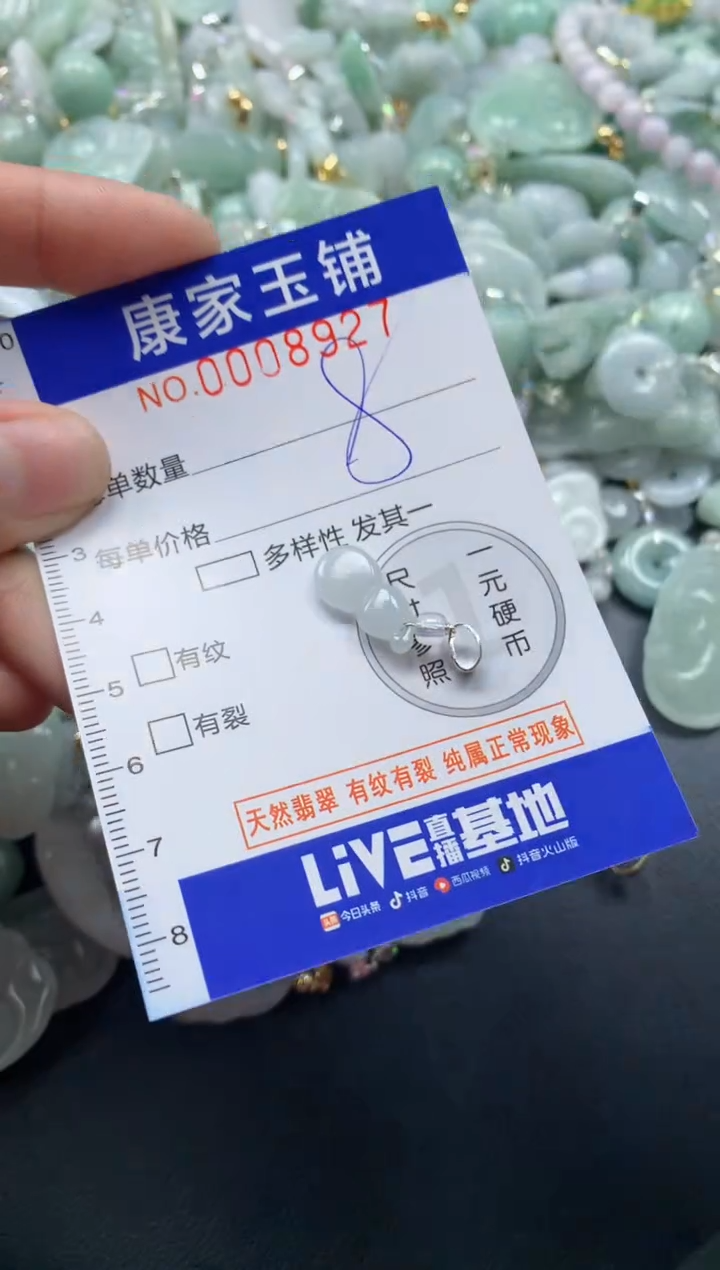 康家玉铺
NO.0008927
8
单数量
每单价格
多样性 发其一
一元硬币
尺寸参照
0
3
4
5
6
7
8
有纹
有裂
天然翡翠 有纹有裂 纯属正常现象
LiVE直播基地
头条 今日头条 抖音 西瓜视频 抖音火山版